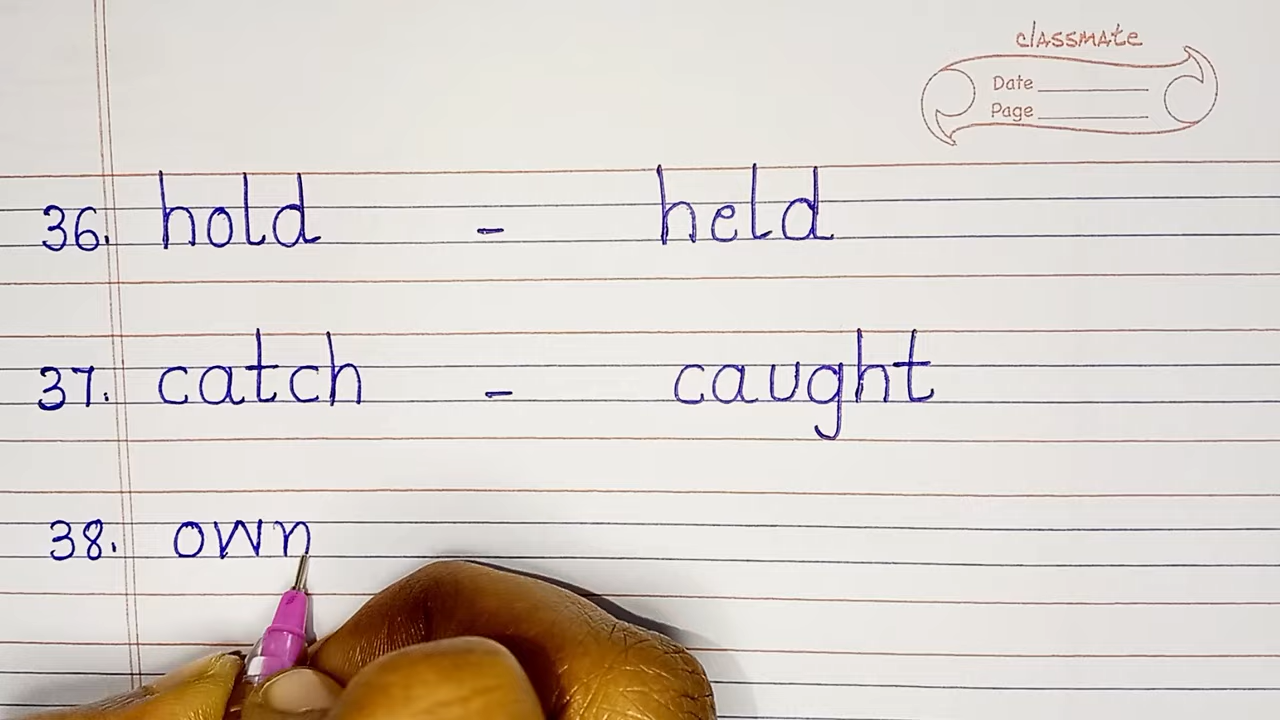 classmate
Date
Page
36. hold - held
37. catch - caught
38. own